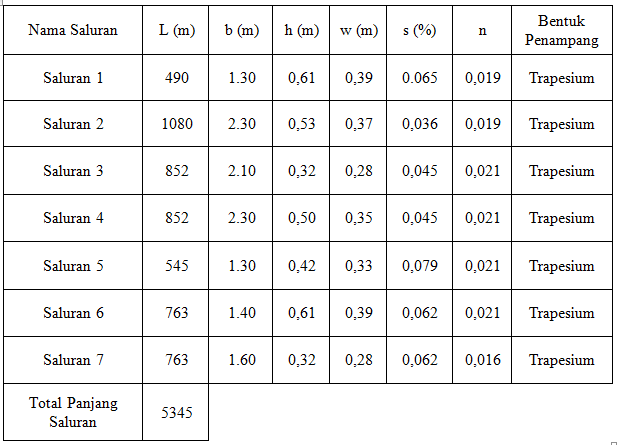 Nama Saluran L (m) b (m) h (m) w (m) s (%) n Bentuk Penampang
Saluran 1 490 1.30 0,61 0,39 0.065 0,019 Trapesium
Saluran 2 1080 2.30 0,53 0,37 0,036 0,019 Trapesium
Saluran 3 852 2.10 0,32 0,28 0,045 0,021 Trapesium
Saluran 4 852 2.30 0,50 0,35 0,045 0,021 Trapesium
Saluran 5 545 1.30 0,42 0,33 0,079 0,021 Trapesium
Saluran 6 763 1.40 0,61 0,39 0,062 0,021 Trapesium
Saluran 7 763 1.60 0,32 0,28 0,062 0,016 Trapesium
Total Panjang Saluran 5345